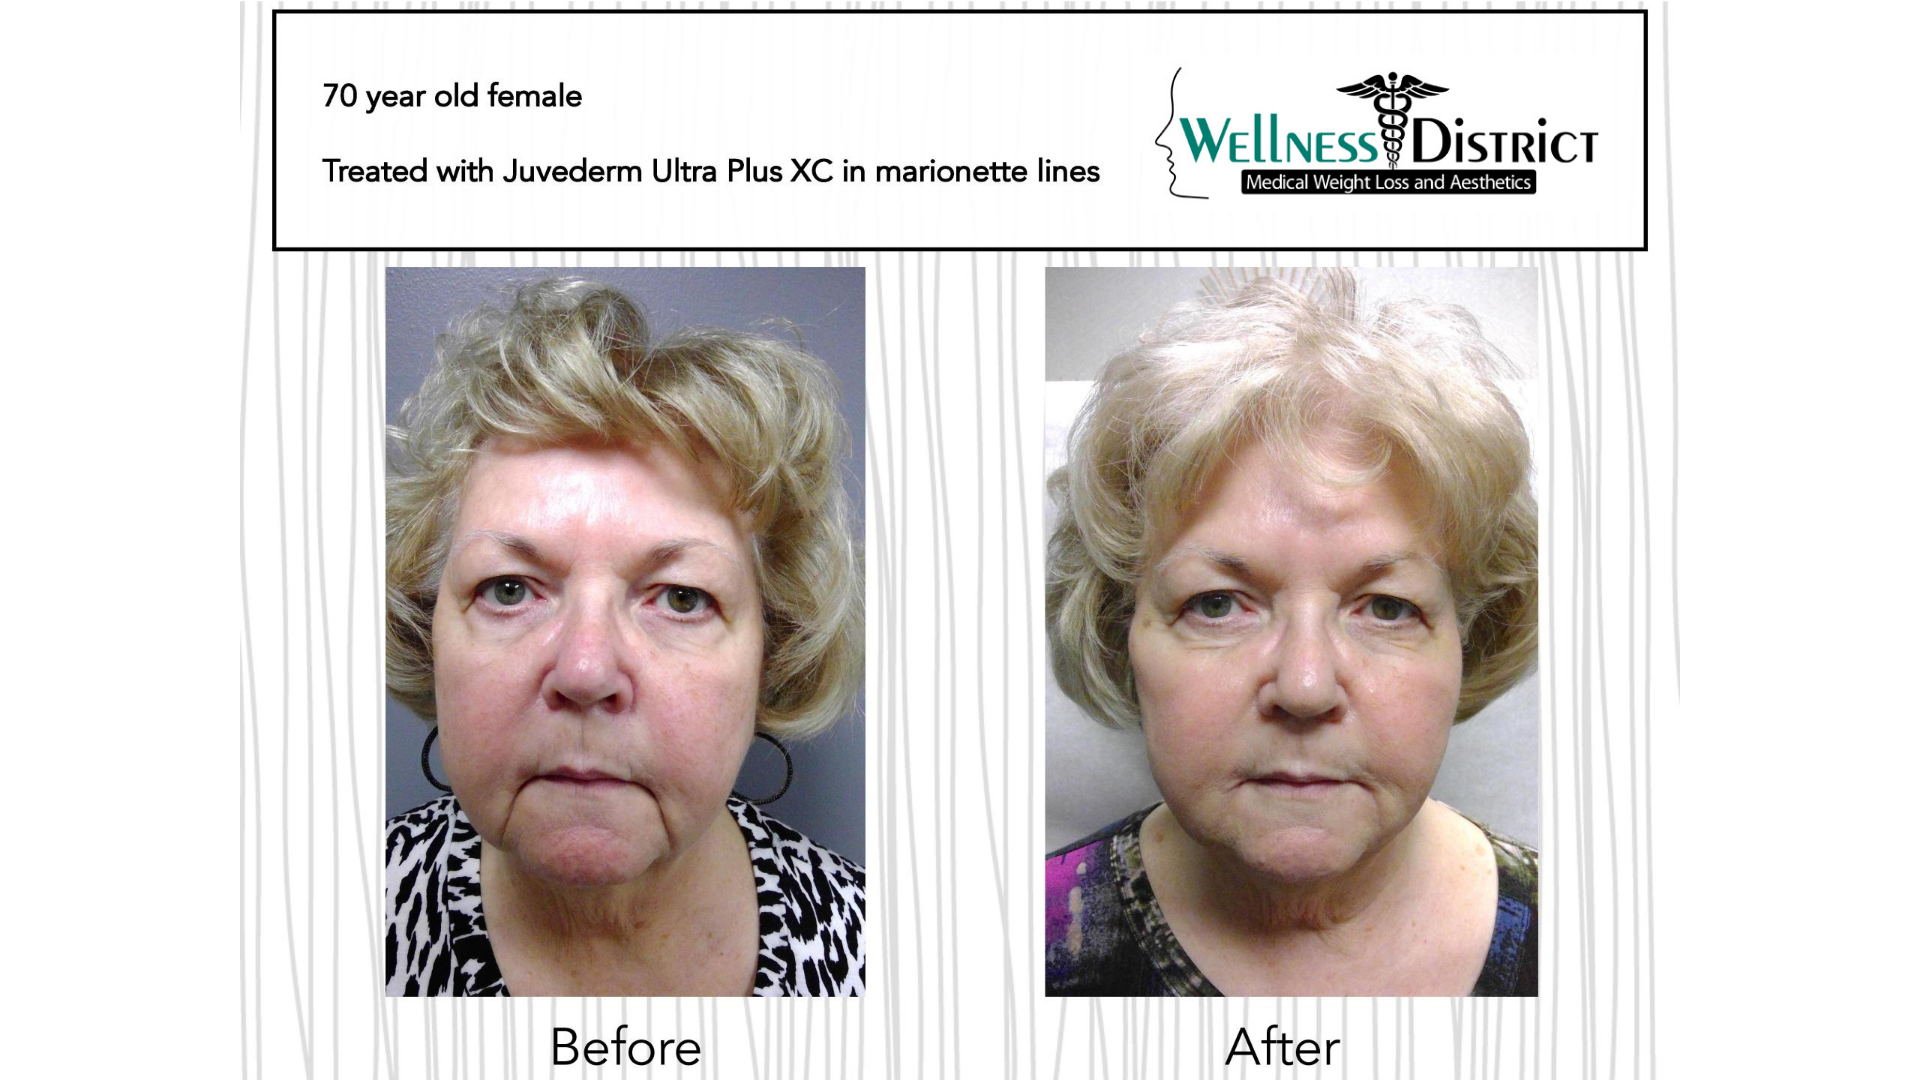 70 year old female
Treated with Juvederm Ultra Plus XC in marionette lines
Wellness District
Medical Weight Loss and Aesthetics
Before
After